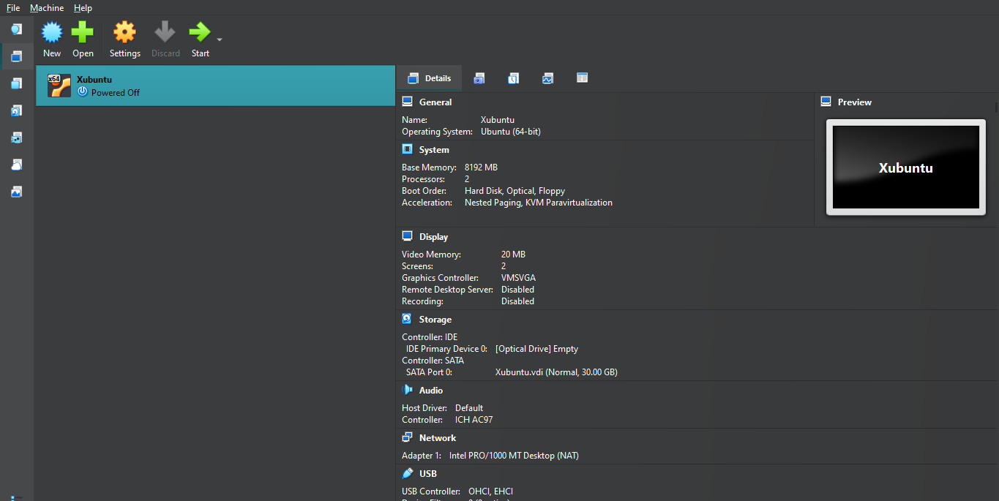 File Machine Help
New Open Settings Discard Start
x64 Xubuntu
Powered Off
Details
General
Name: Xubuntu
Operating System: Ubuntu (64-bit)
Preview
Xubuntu
System
Base Memory: 8192 MB
Processors: 2
Boot Order: Hard Disk, Optical, Floppy
Acceleration: Nested Paging, KVM Paravirtualization
Display
Video Memory: 20 MB
Screens: 2
Graphics Controller: VMSVGA
Remote Desktop Server: Disabled
Recording: Disabled
Storage
Controller: IDE
IDE Primary Device 0: [Optical Drive] Empty
Controller: SATA
SATA Port 0: Xubuntu.vdi (Normal, 30.00 GB)
Audio
Host Driver: Default
Controller: ICH AC97
Network
Adapter 1: Intel PRO/1000 MT Desktop (NAT)
USB
USB Controller: OHCI, EHCI